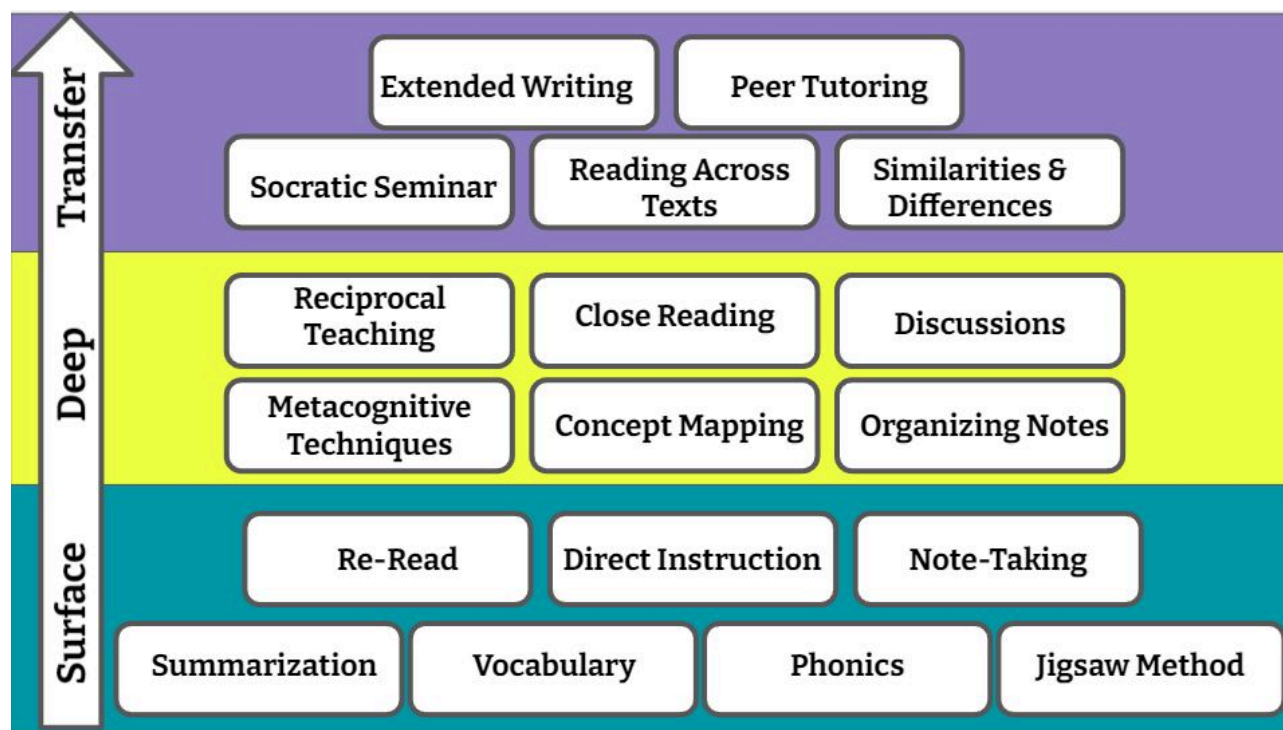 Transfer
Extended Writing
Peer Tutoring
Socratic Seminar
Reading Across
Texts
Similarities &
Differences
Deep
Reciprocal
Teaching
Close Reading
Discussions
Metacognitive
Techniques
Concept Mapping
Organizing Notes
Surface
Re-Read
Direct Instruction
Note-Taking
Summarization
Vocabulary
Phonics
Jigsaw Method